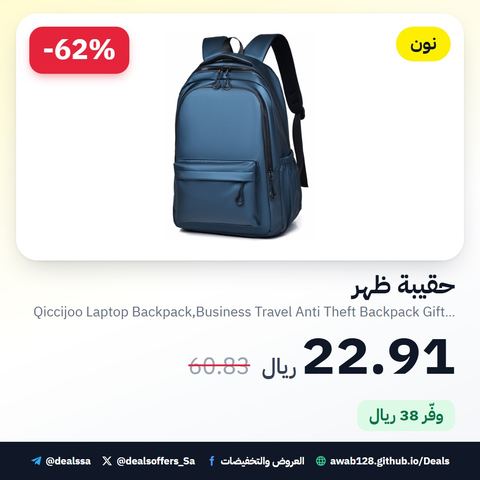 -62%
نون
حقيبة ظهر
Qiccijoo Laptop Backpack,Business Travel Anti Theft Backpack Gift...
22.91 ريال 60.83
وفّر 38 ريال
@dealssa @dealsoffers_Sa العروض والتخفيضات awab128.github.io/Deals